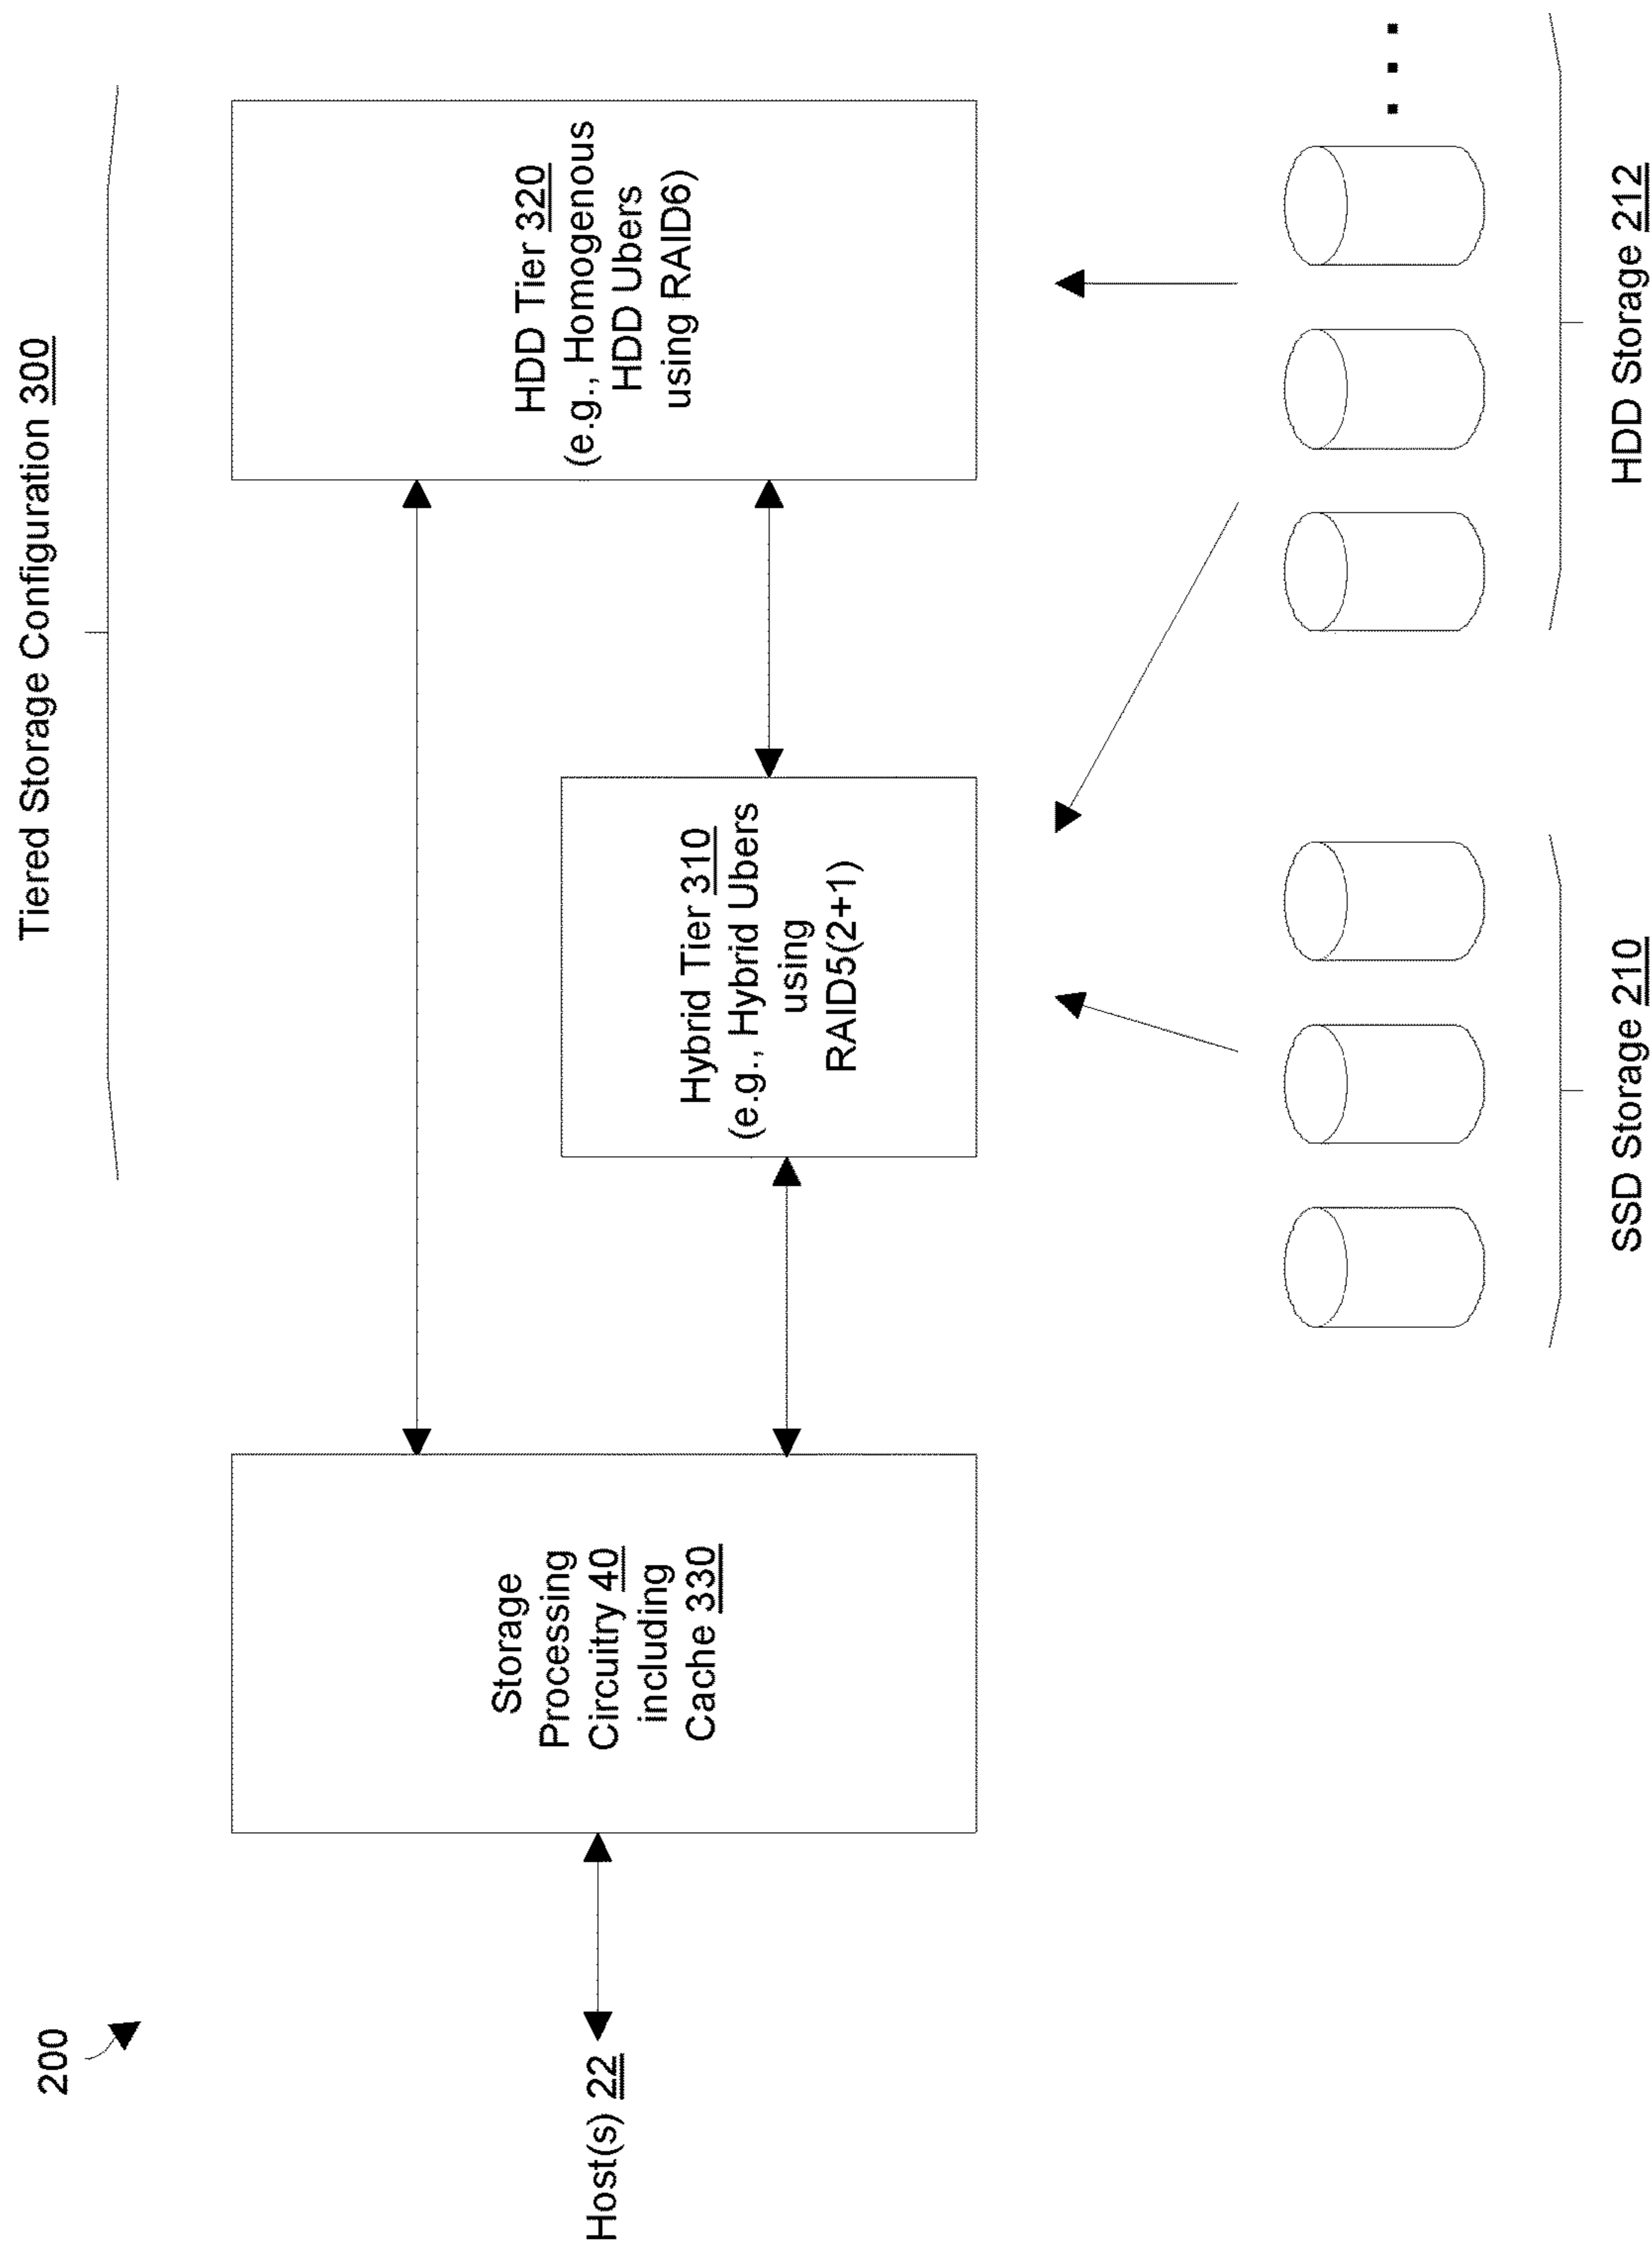 200
Tiered Storage Configuration 300
Host(s) 22
Storage
Processing
Circuitry 40
including
Cache 330
Hybrid Tier 310
(e.g., Hybrid Ubers
using
RAID5(2+1)
HDD Tier 320
(e.g., Homogenous
HDD Ubers
using RAID6)
SSD Storage 210
HDD Storage 212